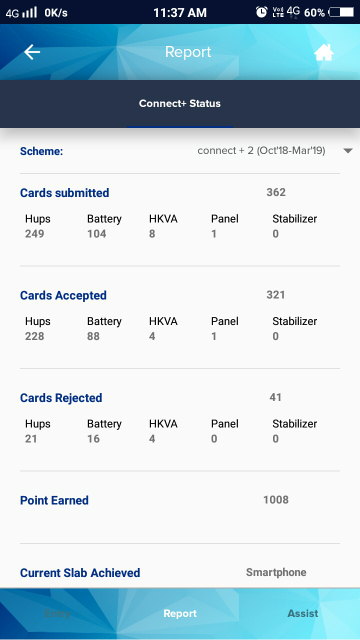 4G 0K/s 11:37 AM VoLTE 4G 60%
Report
Connect+ Status
Scheme: connect + 2 (Oct'18-Mar'19)
Cards submitted 362
Hups Battery HKVA Panel Stabilizer
249 104 8 1 0
Cards Accepted 321
Hups Battery HKVA Panel Stabilizer
228 88 4 1 0
Cards Rejected 41
Hups Battery HKVA Panel Stabilizer
21 16 4 0 0
Point Earned 1008
Current Slab Achieved Smartphone
Report Assist